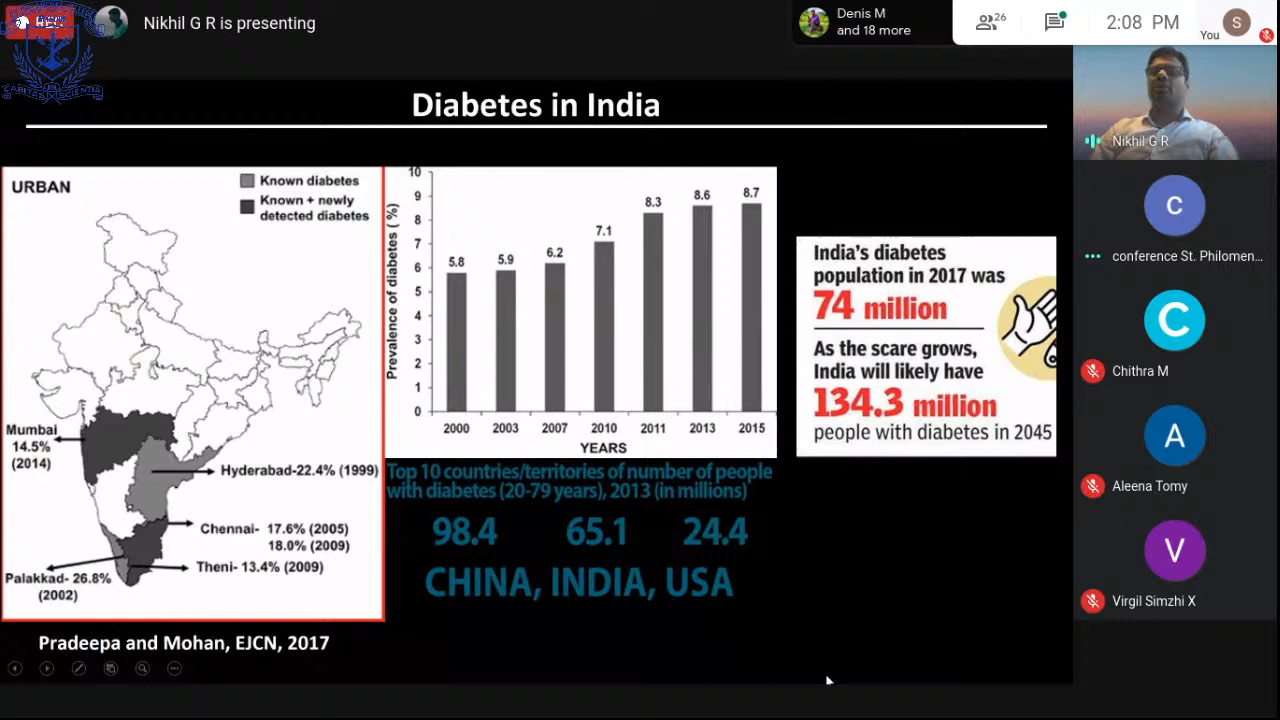 Nikhil G R is presenting
Denis M
and 18 more
26
2:08 PM
You
S
CARITAS
SCIENTIA
Diabetes in India
URBAN
Known diabetes
Known + newly
detected diabetes
Mumbai
14.5%
(2014)
Hyderabad-22.4% (1999)
Chennai- 17.6% (2005)
18.0% (2009)
Theni- 13.4% (2009)
Palakkad- 26.8%
(2002)
Pradeepa and Mohan, EJCN, 2017
Prevalence of diabetes (%)
10
9
8
7
6
5
4
3
2
1
0
5.8
5.9
6.2
7.1
8.3
8.6
8.7
2000
2003
2007
2010
2011
2013
2015
YEARS
Top 10 countries/territories of number of people
with diabetes (20-79 years), 2013 (in millions)
98.4 65.1 24.4
CHINA, INDIA, USA
India's diabetes
population in 2017 was
74 million
As the scare grows,
India will likely have
134.3 million
people with diabetes in 2045
Nikhil G R
c
conference St. Philomen...
C
Chithra M
A
Aleena Tomy
V
Virgil Simzhi X